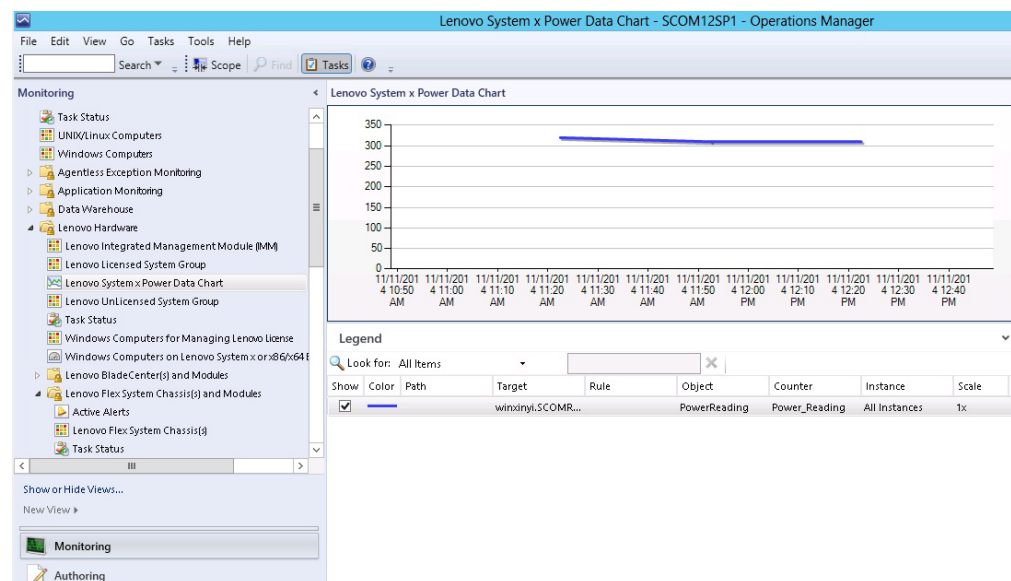 Lenovo System x Power Data Chart - SCOM12SP1 - Operations Manager
File Edit View Go Tasks Tools Help
Search Scope Find Tasks
Monitoring
Task Status
UNIX/Linux Computers
Windows Computers
Agentless Exception Monitoring
Application Monitoring
Data Warehouse
Lenovo Hardware
Lenovo Integrated Management Module (IMM)
Lenovo Licensed System Group
Lenovo System x Power Data Chart
Lenovo UnLicensed System Group
Task Status
Windows Computers for Managing Lenovo License
Windows Computers on Lenovo System x or x86/x64 E
Lenovo BladeCenter(s) and Modules
Lenovo Flex System Chassis(s) and Modules
Active Alerts
Lenovo Flex System Chassis(s)
Task Status
Show or Hide Views...
New View
Monitoring
Authoring
Lenovo System x Power Data Chart
350
300
250
200
150
100
50
0
11/11/201 11/11/201 11/11/201 11/11/201 11/11/201 11/11/201 11/11/201 11/11/201 11/11/201 11/11/201 11/11/201 11/11/201
4 10:50 4 11:00 4 11:10 4 11:20 4 11:30 4 11:40 4 11:50 4 12:00 4 12:10 4 12:20 4 12:30 4 12:40
AM AM AM AM AM AM AM PM PM PM PM PM
Legend
Look for: All Items
Show Color Path Target Rule Object Counter Instance Scale
winxinyi.SCOMR... PowerReading Power_Reading All Instances 1x